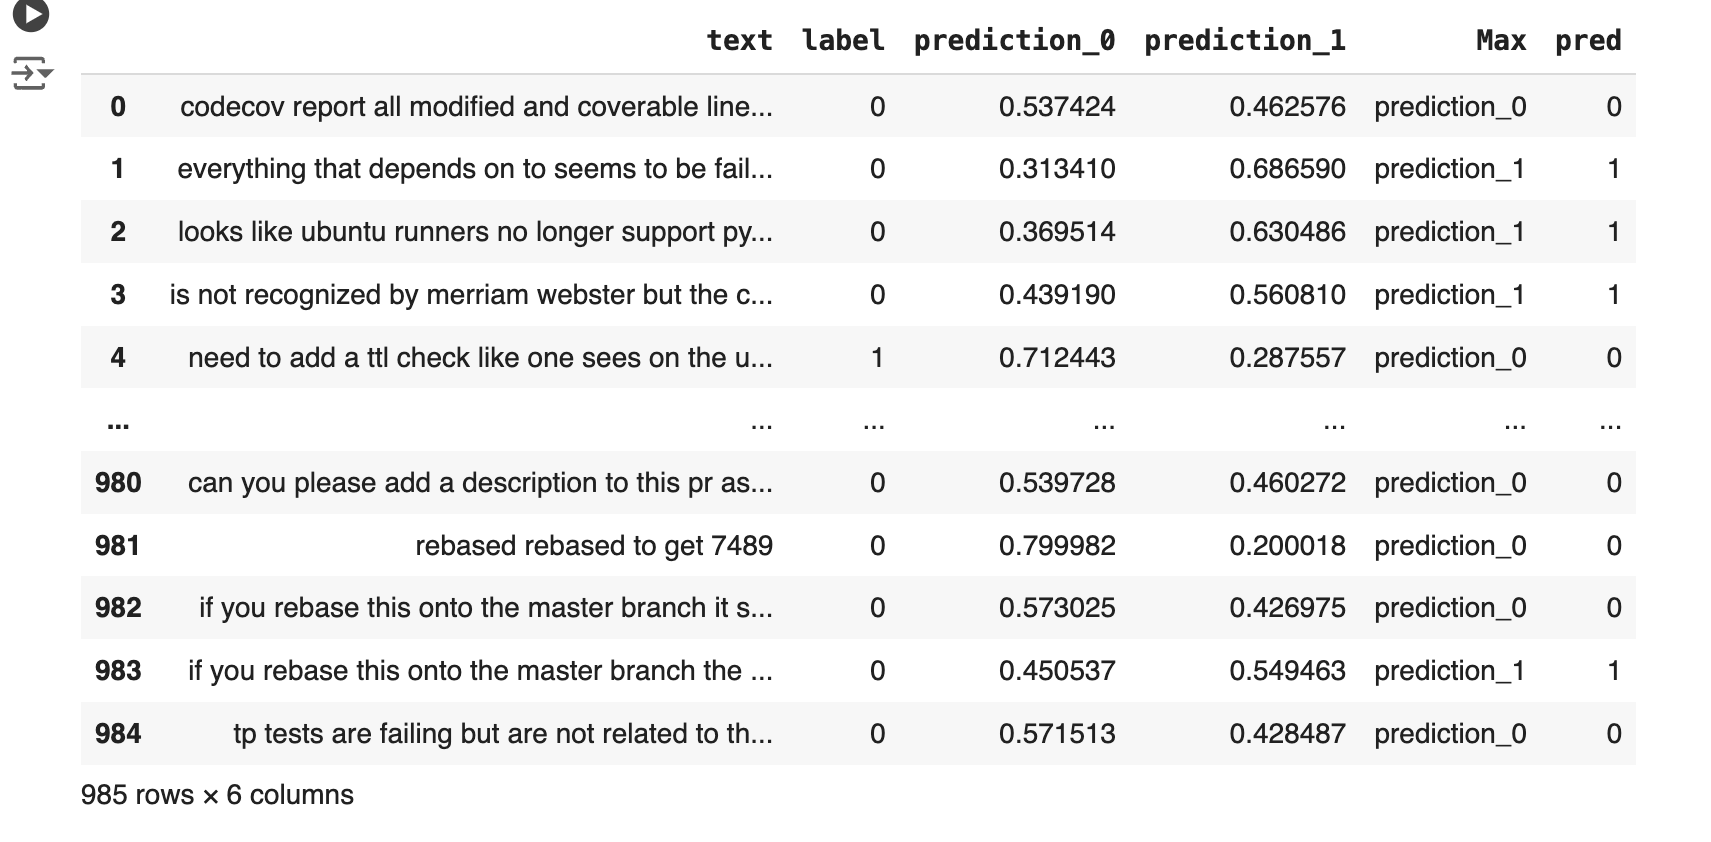 text label prediction_0 prediction_1 Max pred
0 codecov report all modified and coverable line... 0 0.537424 0.462576 prediction_0 0
1 everything that depends on to seems to be fail... 0 0.313410 0.686590 prediction_1 1
2 looks like ubuntu runners no longer support py... 0 0.369514 0.630486 prediction_1 1
3 is not recognized by merriam webster but the c... 0 0.439190 0.560810 prediction_1 1
4 need to add a ttl check like one sees on the u... 1 0.712443 0.287557 prediction_0 0
... ... ... ... ... ... ...
980 can you please add a description to this pr as... 0 0.539728 0.460272 prediction_0 0
981 rebased rebased to get 7489 0 0.799982 0.200018 prediction_0 0
982 if you rebase this onto the master branch it s... 0 0.573025 0.426975 prediction_0 0
983 if you rebase this onto the master branch the ... 0 0.450537 0.549463 prediction_1 1
984 tp tests are failing but are not related to th... 0 0.571513 0.428487 prediction_0 0
985 rows × 6 columns